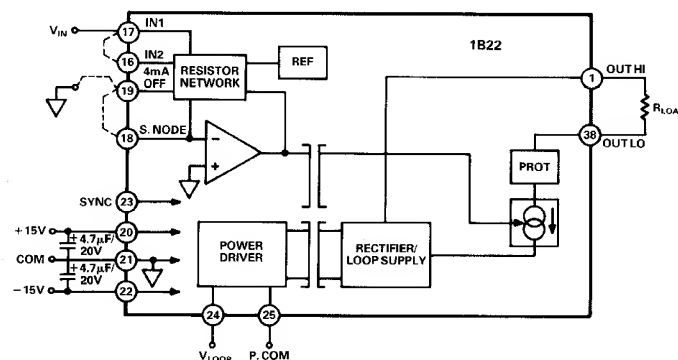 V_IN
17
IN1
16
IN2
4mA
19
OFF
RESISTOR
NETWORK
REF
1B22
18
S. NODE
−
+
1
OUT HI
R_LOA
38
OUT LO
PROT
SYNC
23
+15V
20
+ 4.7μF/
20V
COM
21
+ 4.7μF/
20V
−15V
22
POWER
DRIVER
RECTIFIER/
LOOP SUPPLY
24
25
V_LOOP
P. COM